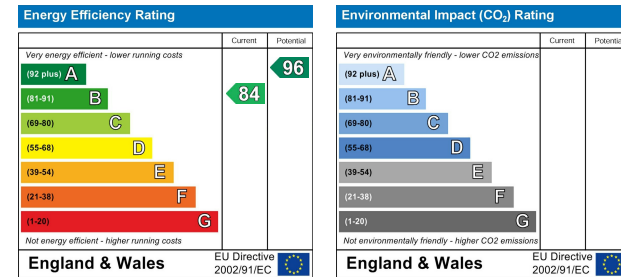 Energy Efficiency Rating
Current Potential
Very energy efficient - lower running costs
(92 plus) A
96
(81-91) B
84
(69-80) C
(55-68) D
(39-54) E
(21-38) F
(1-20) G
Not energy efficient - higher running costs
England & Wales
EU Directive
2002/91/EC
Environmental Impact (CO₂) Rating
Current Potentia
Very environmentally friendly - lower CO2 emissions
(92 plus) A
(81-91) B
(69-80) C
(55-68) D
(39-54) E
(21-38) F
(1-20) G
Not environmentally friendly - higher CO2 emissions
England & Wales
EU Directive
2002/91/EC